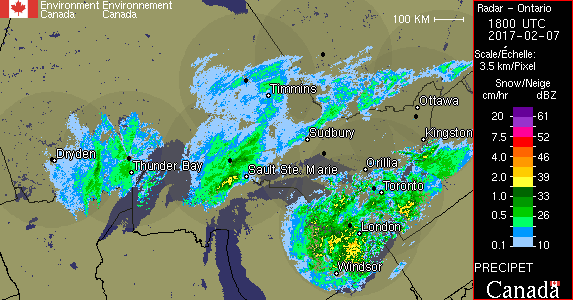 Environment Environnement
Canada Canada
100 KM
Timmins
Ottawa
Sudbury
Kingston
Dryden
Thunder Bay
Sault Ste. Marie
Orillia
Toronto
London
Windsor
Radar - Ontario
1800 UTC
2017-02-07
Scale/Échelle:
3.5 km/Pixel
Snow/Neige
cm/hr dBZ
20 61
7.5 52
4.0 46
2.0 39
1.0 33
0.5 26
0.1 10
PRECIPET
Canada